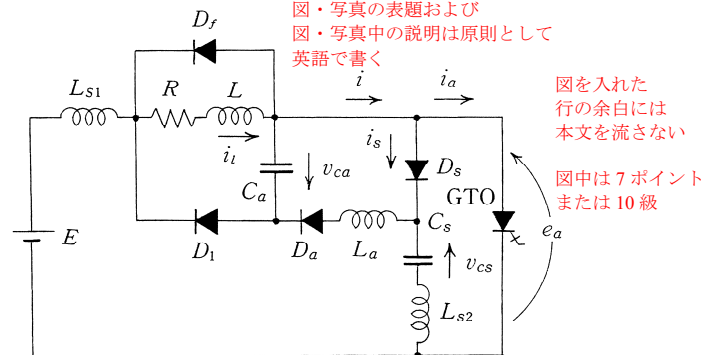 図・写真の表題および
図・写真中の説明は原則として
英語で書く
D_f
L_{S1}
R
L
i
i_a
図を入れた
行の余白には
本文を流さない
i_l
i_s
v_{ca}
D_s
C_a
GTO
図中は 7 ポイント
または 10 級
E
D_1
D_a
L_a
C_s
e_a
v_{cs}
L_{s2}